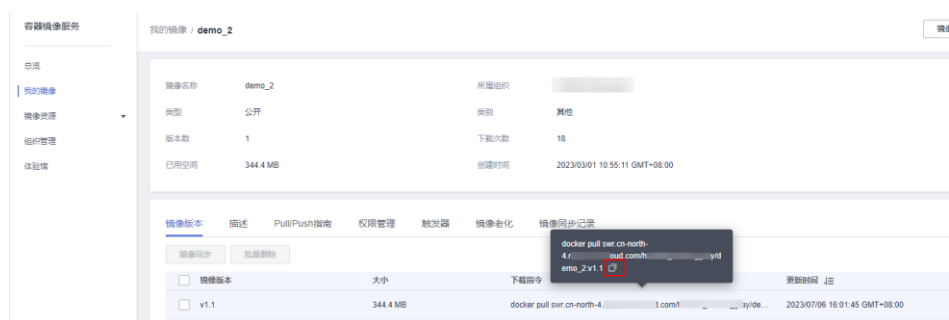 容器镜像服务
我的镜像 / demo_2
总览
我的镜像
镜像资源
组织管理
体验馆
镜像名称 demo_2 所属组织
类型 公开 类别 其他
版本数 1 下载次数 18
已用空间 344.4 MB 创建时间 2023/03/01 10:55:11 GMT+08:00
镜像版本 描述 Pull/Push指南 权限管理 触发器 镜像老化 镜像同步记录
docker pull swr.cn-north-
4.r oud.com/h y/d
emo_2:v1.1
镜像同步 批量删除
镜像版本 大小 下载指令 更新时间
v1.1 344.4 MB docker pull swr.cn-north-4. t.com/ ay/de... 2023/07/06 16:01:45 GMT+08:00